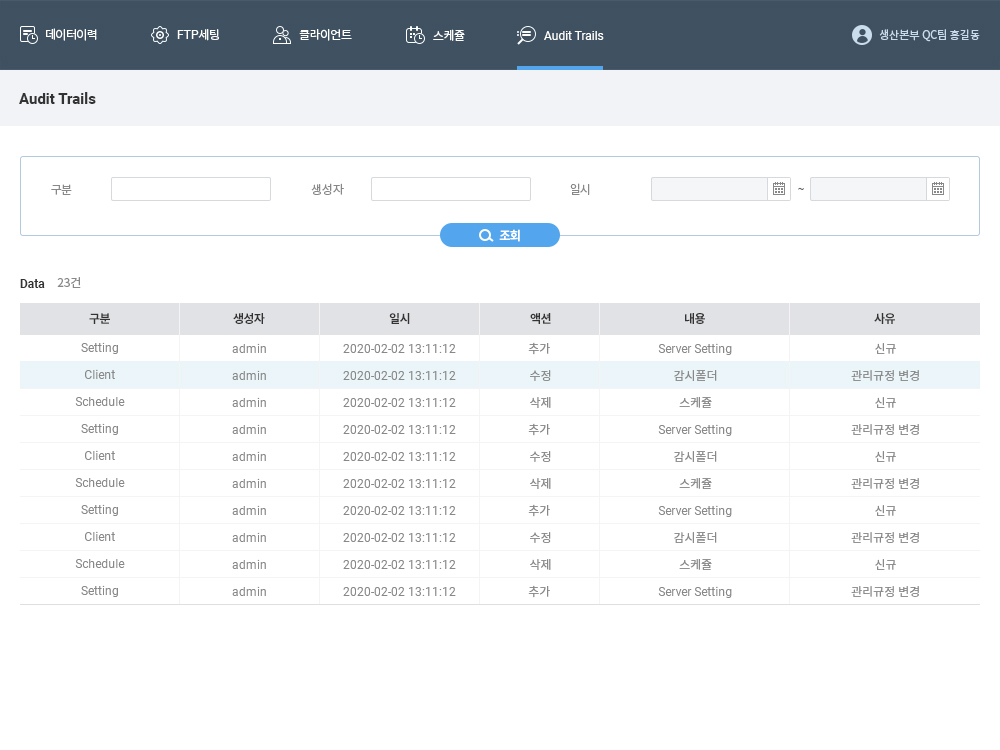 데이터이력 FTP세팅 클라이언트 스케쥴 Audit Trails 생산본부 QC팀 홍길동
Audit Trails
구분 생성자 일시 ~
조회
Data 23건
구분 생성자 일시 액션 내용 사유
Setting admin 2020-02-02 13:11:12 추가 Server Setting 신규
Client admin 2020-02-02 13:11:12 수정 감시폴더 관리규정 변경
Schedule admin 2020-02-02 13:11:12 삭제 스케쥴 신규
Setting admin 2020-02-02 13:11:12 추가 Server Setting 관리규정 변경
Client admin 2020-02-02 13:11:12 수정 감시폴더 신규
Schedule admin 2020-02-02 13:11:12 삭제 스케쥴 관리규정 변경
Setting admin 2020-02-02 13:11:12 추가 Server Setting 신규
Client admin 2020-02-02 13:11:12 수정 감시폴더 관리규정 변경
Schedule admin 2020-02-02 13:11:12 삭제 스케쥴 신규
Setting admin 2020-02-02 13:11:12 추가 Server Setting 관리규정 변경